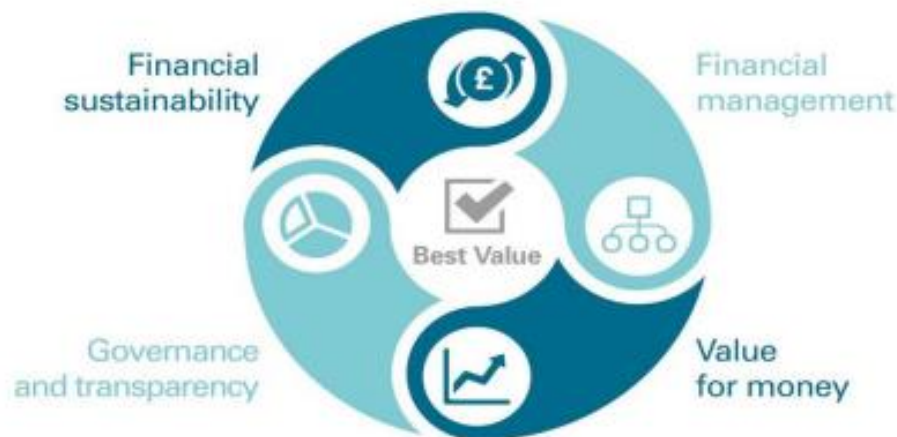 Financial
sustainability
£
Financial
management
Best Value
Governance
and transparency
Value
for money